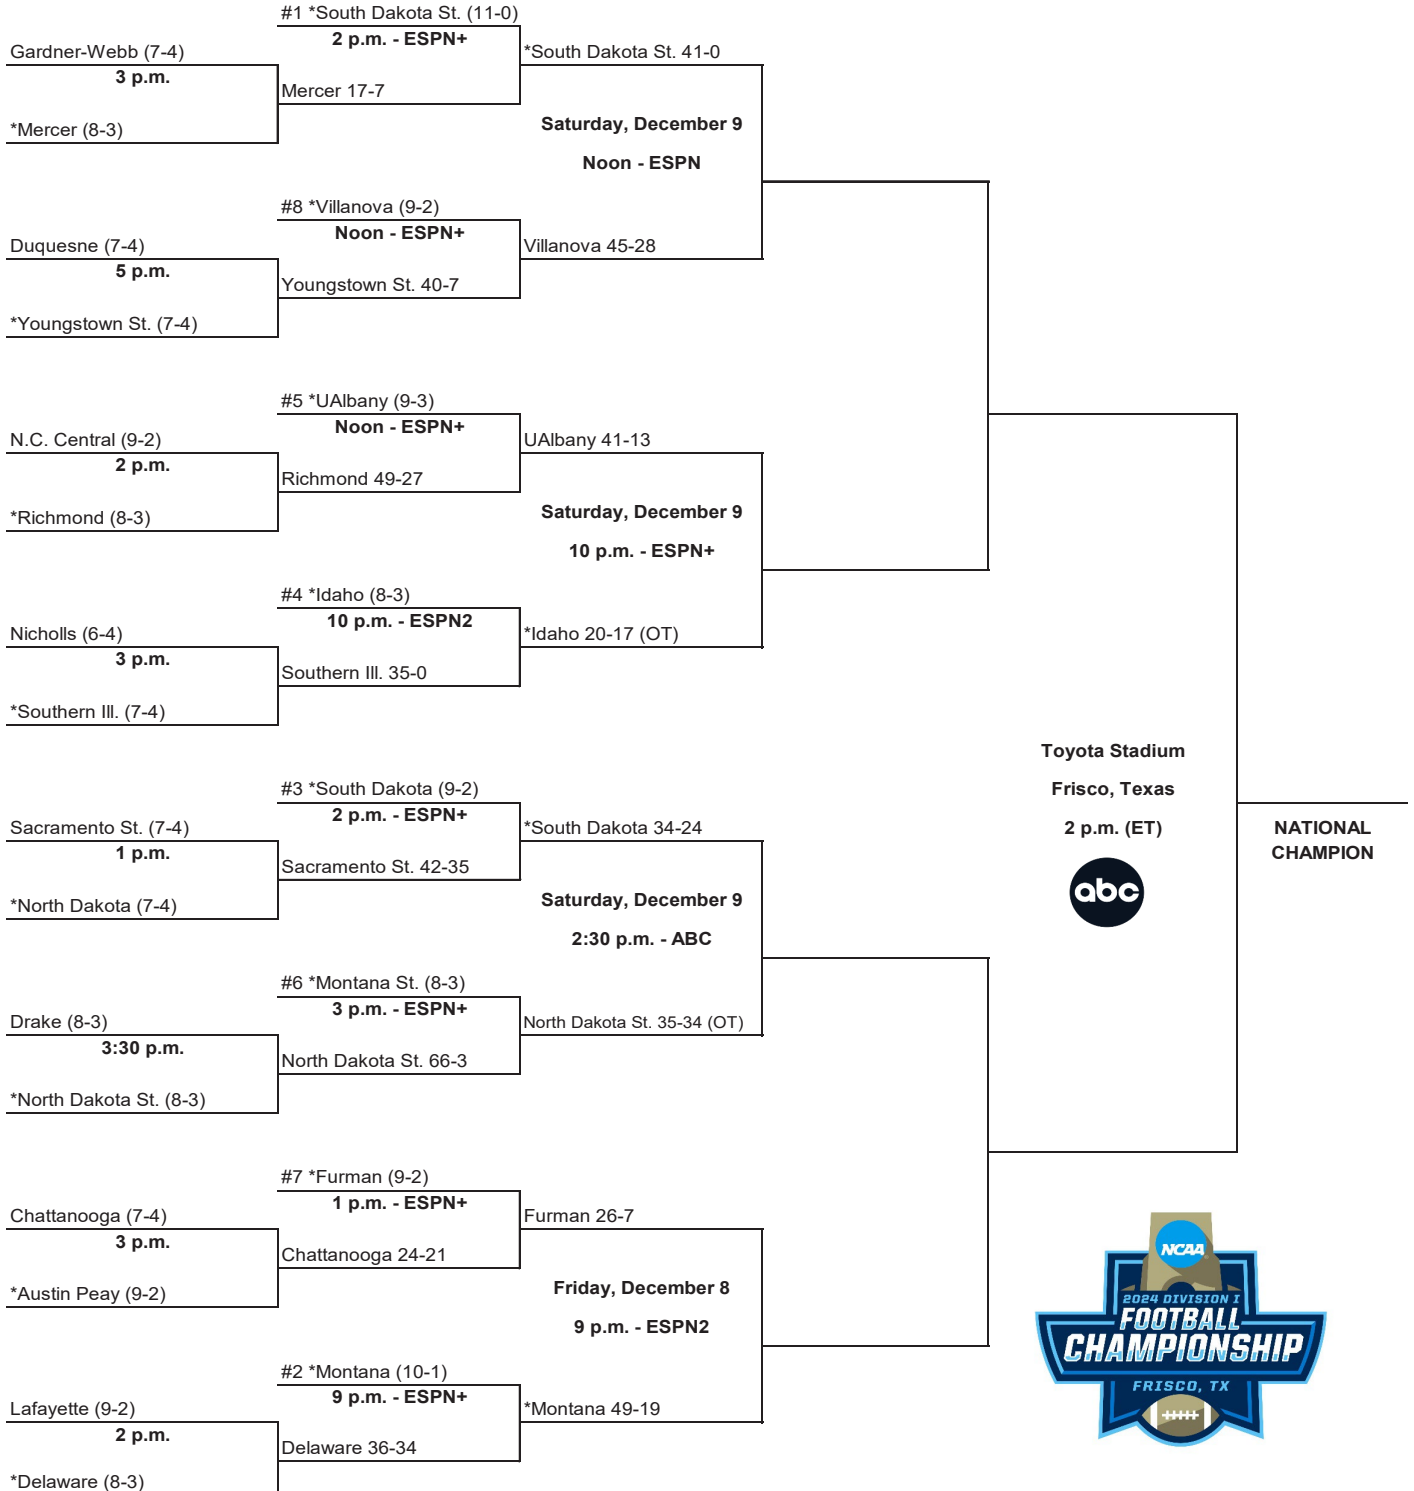 #1 *South Dakota St. (11-0)
2 p.m. - ESPN+
Gardner-Webb (7-4)
*South Dakota St. 41-0
3 p.m.
Mercer 17-7
*Mercer (8-3)
Saturday, December 9
Noon - ESPN
#8 *Villanova (9-2)
Noon - ESPN+
Duquesne (7-4)
Villanova 45-28
5 p.m.
Youngstown St. 40-7
*Youngstown St. (7-4)
#5 *UAlbany (9-3)
Noon - ESPN+
N.C. Central (9-2)
UAlbany 41-13
2 p.m.
Richmond 49-27
*Richmond (8-3)
Saturday, December 9
10 p.m. - ESPN+
#4 *Idaho (8-3)
10 p.m. - ESPN2
Nicholls (6-4)
*Idaho 20-17 (OT)
3 p.m.
Southern Ill. 35-0
*Southern Ill. (7-4)
Toyota Stadium
Frisco, Texas
2 p.m. (ET)
abc
NATIONAL
CHAMPION
#3 *South Dakota (9-2)
2 p.m. - ESPN+
Sacramento St. (7-4)
*South Dakota 34-24
1 p.m.
Sacramento St. 42-35
*North Dakota (7-4)
Saturday, December 9
2:30 p.m. - ABC
#6 *Montana St. (8-3)
3 p.m. - ESPN+
Drake (8-3)
North Dakota St. 35-34 (OT)
3:30 p.m.
North Dakota St. 66-3
*North Dakota St. (8-3)
#7 *Furman (9-2)
1 p.m. - ESPN+
Chattanooga (7-4)
Furman 26-7
3 p.m.
Chattanooga 24-21
*Austin Peay (9-2)
Friday, December 8
9 p.m. - ESPN2
#2 *Montana (10-1)
9 p.m. - ESPN+
Lafayette (9-2)
*Montana 49-19
2 p.m.
Delaware 36-34
*Delaware (8-3)
NCAA
2024 DIVISION I
FOOTBALL
CHAMPIONSHIP
FRISCO, TX